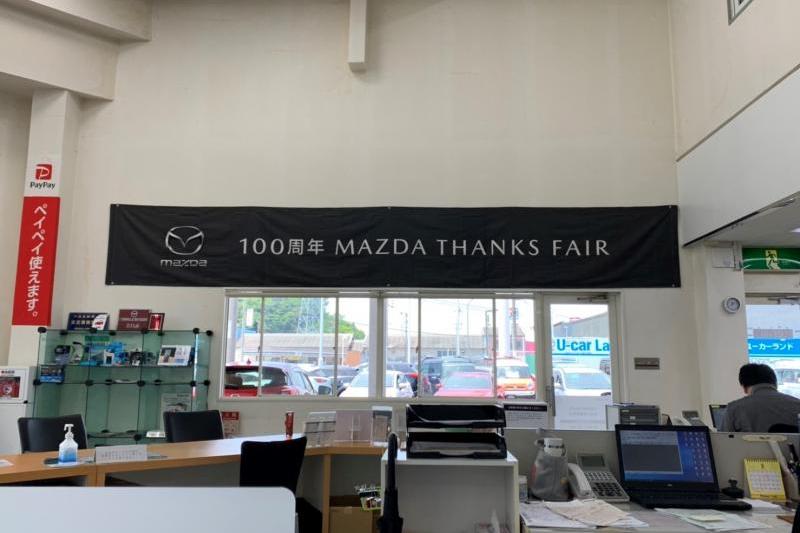 PayPay
ペイペイ使えます。
mazda
100周年 MAZDA THANKS FAIR
U-car La
ユーカーランド